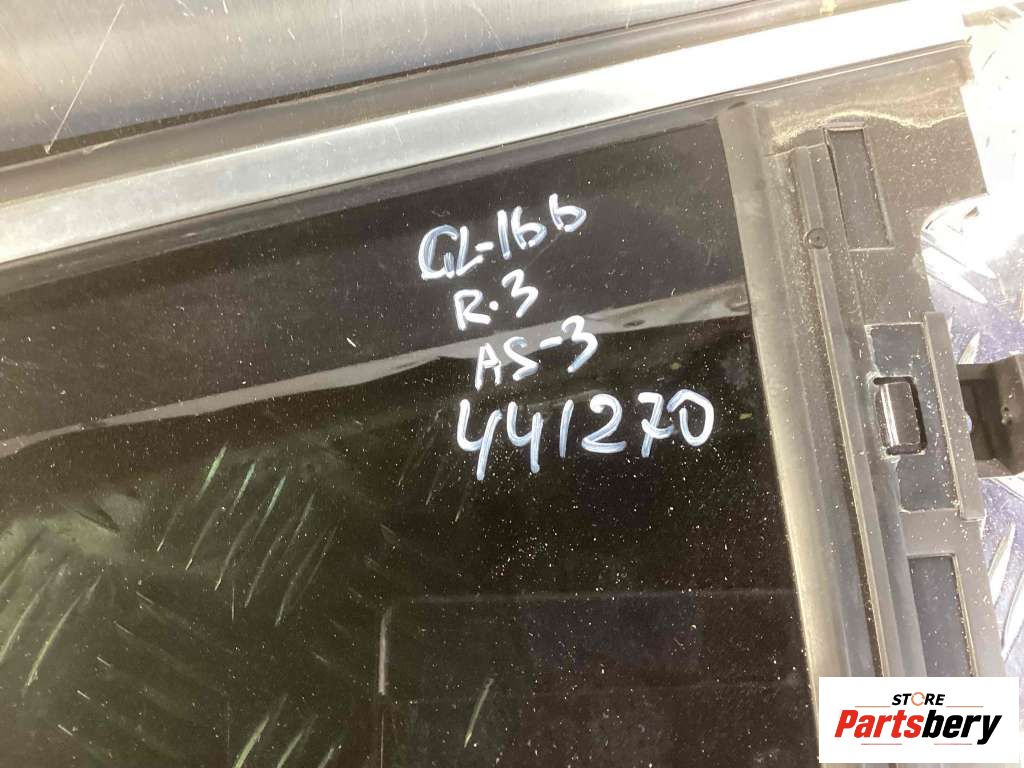 GL-166
R.3
AS-3
441270
STORE
Partsbery